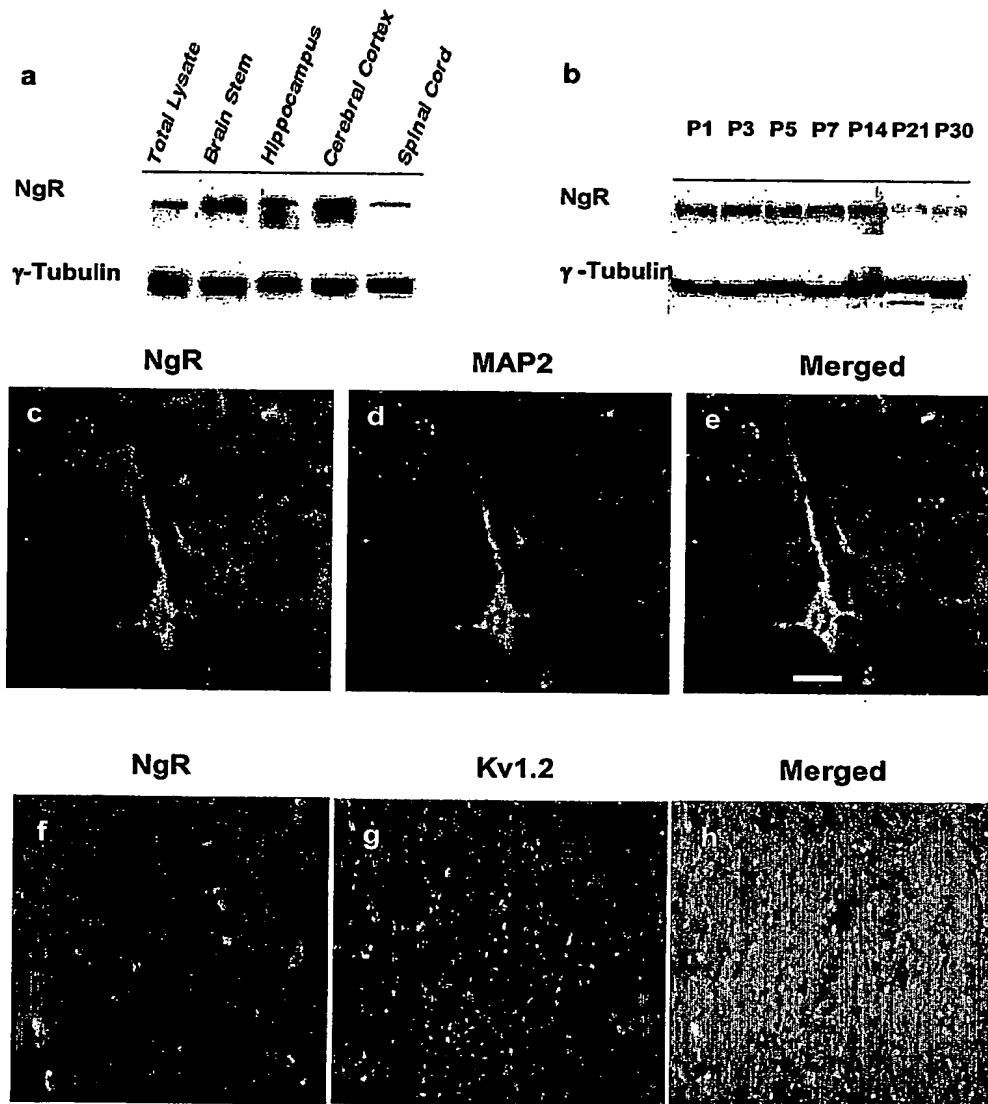 a
Total Lysate
Brain Stem
Hippocampus
Cerebral Cortex
Spinal Cord
NgR
γ-Tubulin
b
P1 P3 P5 P7 P14 P21 P30
NgR
γ-Tubulin
NgR MAP2 Merged
c d e
NgR Kv1.2 Merged
f g h